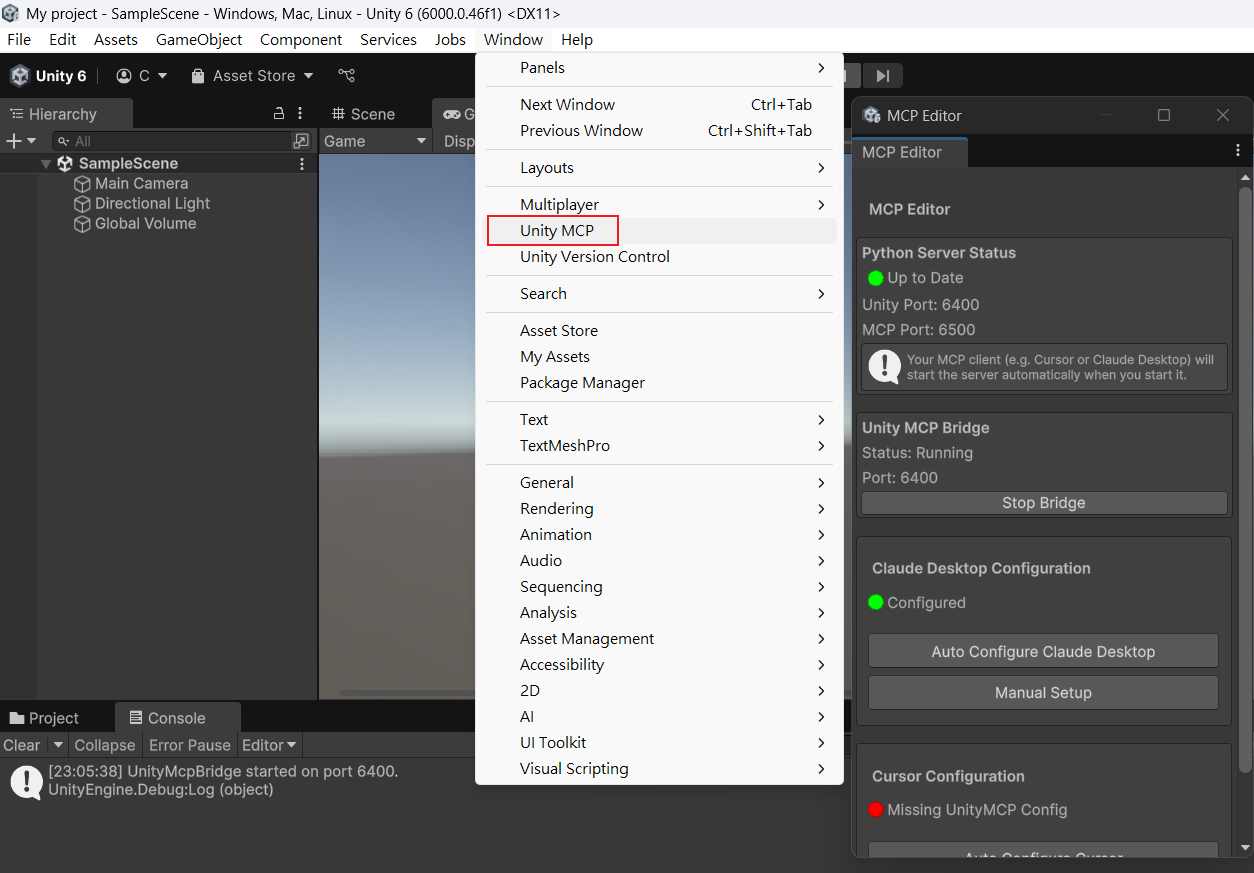 My project - SampleScene - Windows, Mac, Linux - Unity 6 (6000.0.46f1) <DX11>
File Edit Assets GameObject Component Services Jobs Window Help
Unity 6 C Asset Store
Hierarchy
All
SampleScene
Main Camera
Directional Light
Global Volume
Scene G
Game Disp
Panels
Next Window Ctrl+Tab
Previous Window Ctrl+Shift+Tab
Layouts
Multiplayer
Unity MCP
Unity Version Control
Search
Asset Store
My Assets
Package Manager
Text
TextMeshPro
General
Rendering
Animation
Audio
Sequencing
Analysis
Asset Management
Accessibility
2D
AI
UI Toolkit
Visual Scripting
MCP Editor
MCP Editor
MCP Editor
Python Server Status
Up to Date
Unity Port: 6400
MCP Port: 6500
Your MCP client (e.g. Cursor or Claude Desktop) will
start the server automatically when you start it.
Unity MCP Bridge
Status: Running
Port: 6400
Stop Bridge
Claude Desktop Configuration
Configured
Auto Configure Claude Desktop
Manual Setup
Cursor Configuration
Missing UnityMCP Config
Auto Configure Cursor
Project Console
Clear Collapse Error Pause Editor
[23:05:38] UnityMcpBridge started on port 6400.
UnityEngine.Debug:Log (object)